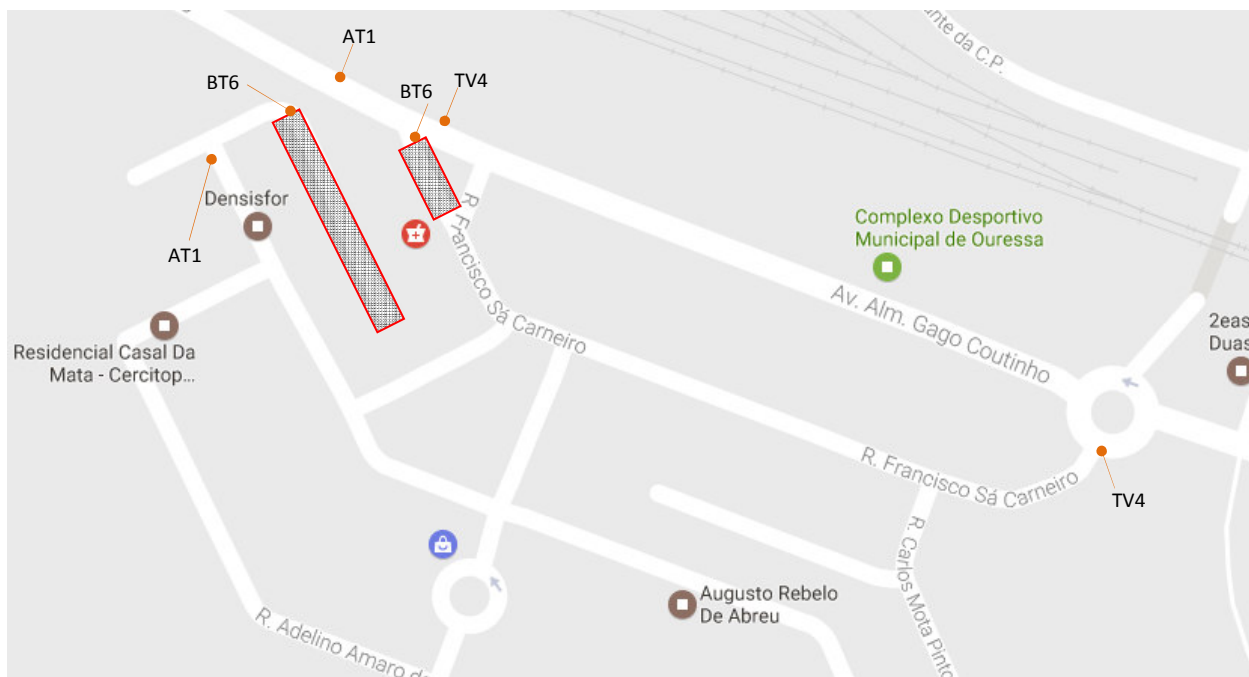 AT1
ante da C.P.
BT6
BT6
TV4
Densisfor
AT1
R. Francisco Sá Carneiro
Complexo Desportivo
Municipal de Ouressa
Av. Alm. Gago Coutinho
2eas
Duas
Residencial Casal Da
Mata - Cercitop...
R. Francisco Sá Carneiro
TV4
R. Carlos Mota Pinto
Augusto Rebelo
De Abreu
R. Adelino Amaro d